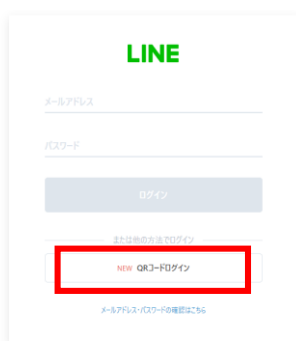 LINE
メールアドレス
パスワード
ログイン
または他の方法でログイン
NEW QRコードログイン
メールアドレス・パスワードの確認はこちら